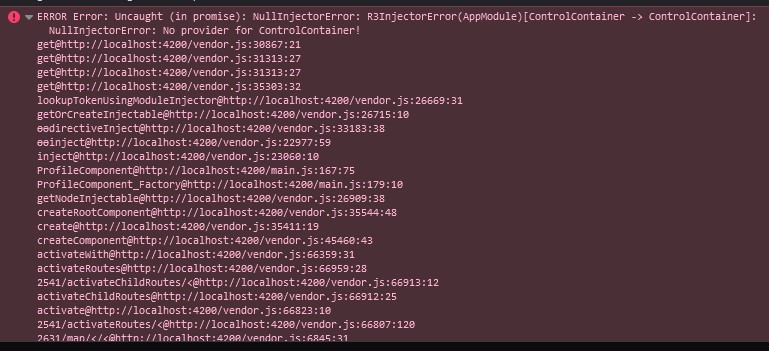 ERROR Error: Uncaught (in promise): NullInjectorError: R3InjectorError(AppModule)[ControlContainer -> ControlContainer]:
NullInjectorError: No provider for ControlContainer!
get@http://localhost:4200/vendor.js:30867:21
get@http://localhost:4200/vendor.js:31313:27
get@http://localhost:4200/vendor.js:31313:27
get@http://localhost:4200/vendor.js:35303:32
lookupTokenUsingModuleInjector@http://localhost:4200/vendor.js:26669:31
getOrCreateInjectable@http://localhost:4200/vendor.js:26715:10
ɵɵdirectiveInject@http://localhost:4200/vendor.js:33183:38
ɵɵinject@http://localhost:4200/vendor.js:22977:59
inject@http://localhost:4200/vendor.js:23060:10
ProfileComponent@http://localhost:4200/main.js:167:75
ProfileComponent_Factory@http://localhost:4200/main.js:179:10
getNodeInjectable@http://localhost:4200/vendor.js:26909:38
createRootComponent@http://localhost:4200/vendor.js:35544:48
create@http://localhost:4200/vendor.js:35411:19
createComponent@http://localhost:4200/vendor.js:45460:43
activateWith@http://localhost:4200/vendor.js:66359:31
activateRoutes@http://localhost:4200/vendor.js:66959:28
2541/activateChildRoutes/<@http://localhost:4200/vendor.js:66913:12
activateChildRoutes@http://localhost:4200/vendor.js:66912:25
activate@http://localhost:4200/vendor.js:66823:10
2541/activateRoutes/<@http://localhost:4200/vendor.js:66807:120
2631/map/</<@http://localhost:4200/vendor.js:6845:31